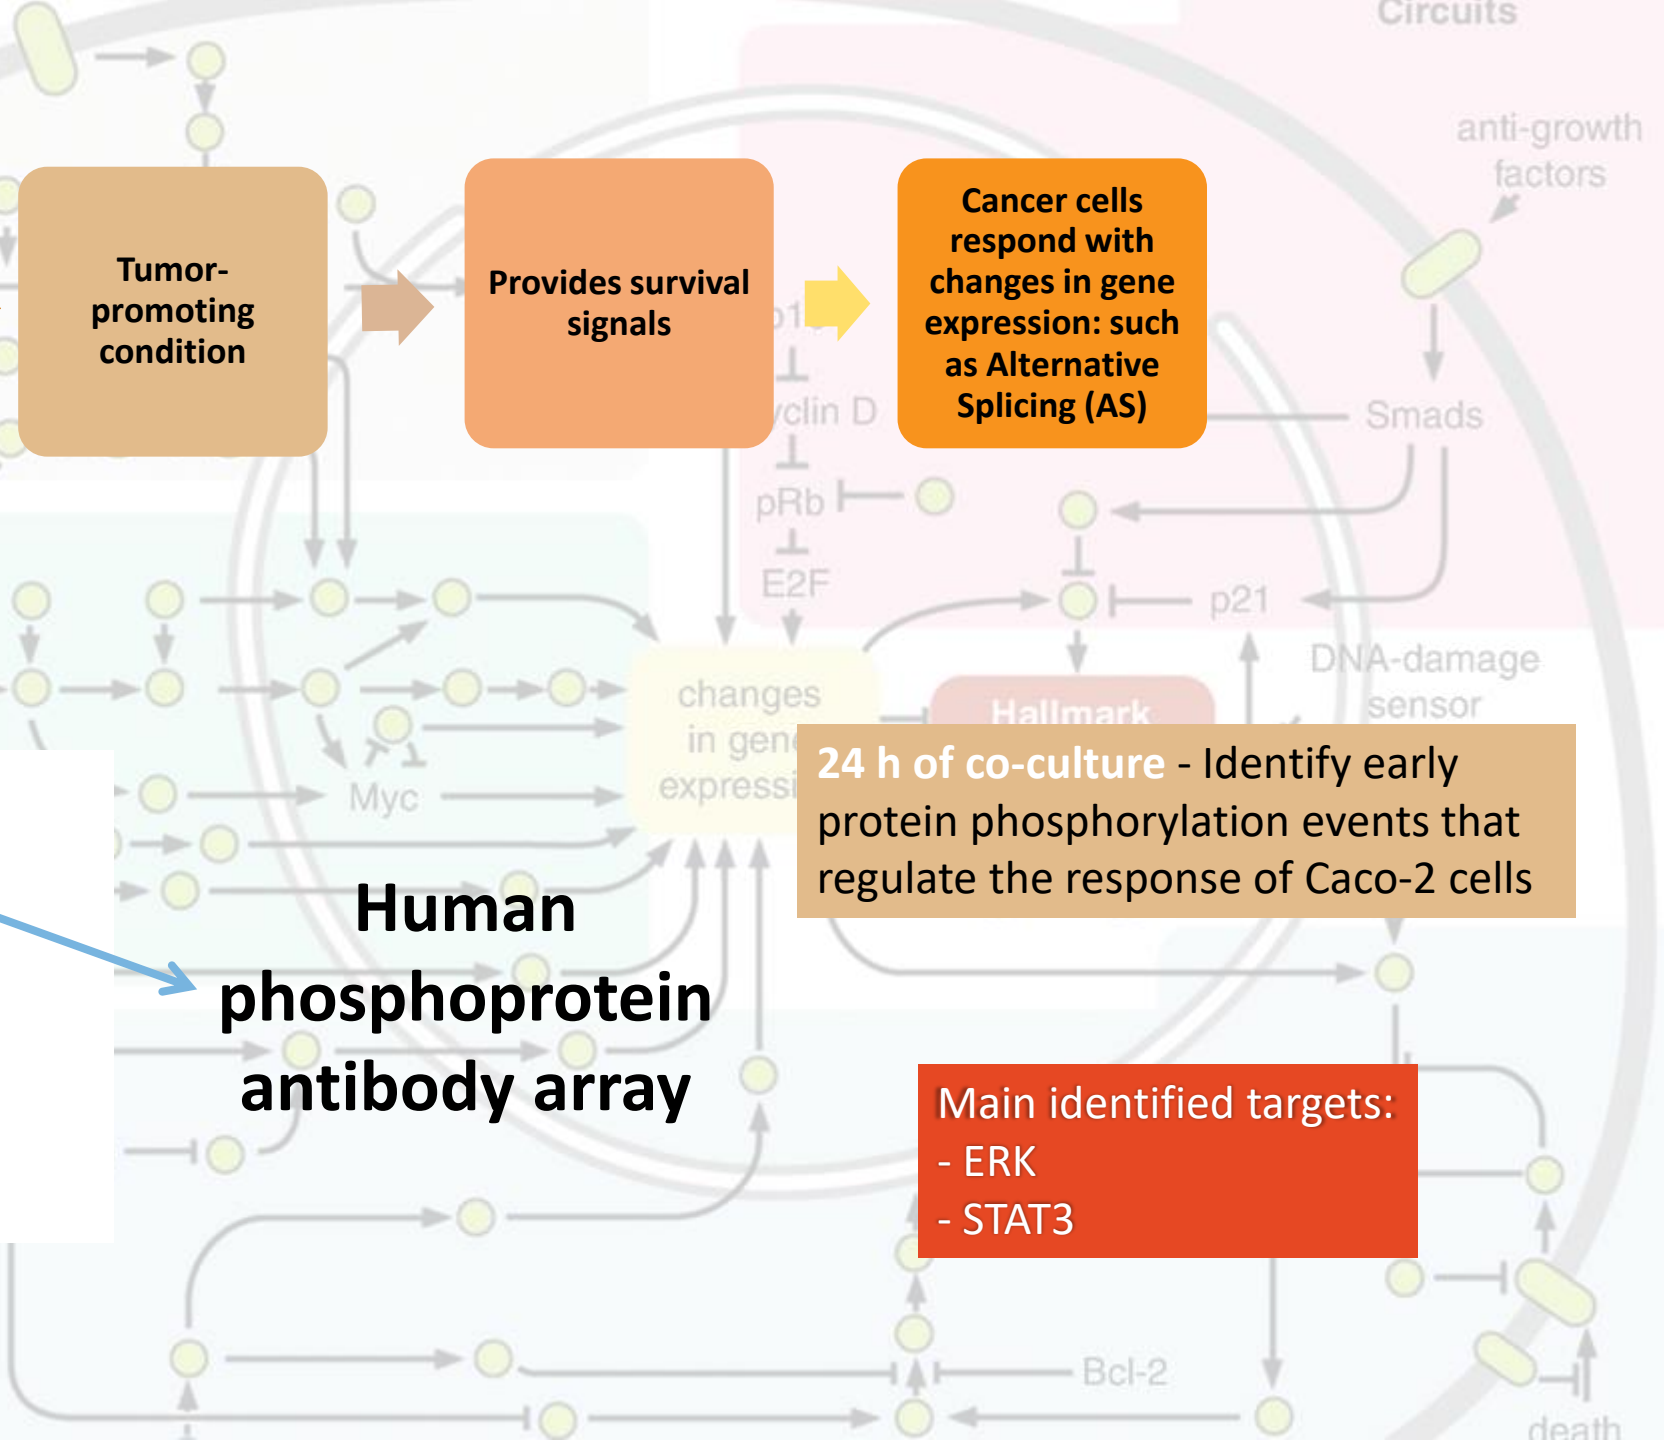 Circuits
anti-growth
factors
Tumor-
promoting
condition
Provides survival
signals
Cancer cells
respond with
changes in gene
expression: such
as Alternative
Splicing (AS)
Smads
pRb
E2F
p21
DNA-damage
sensor
changes
in gene
Hallmark
Myc
24 h of co-culture - Identify early
protein phosphorylation events that
regulate the response of Caco-2 cells
Human
phosphoprotein
antibody array
Main identified targets:
- ERK
- STAT3
Bcl-2
death